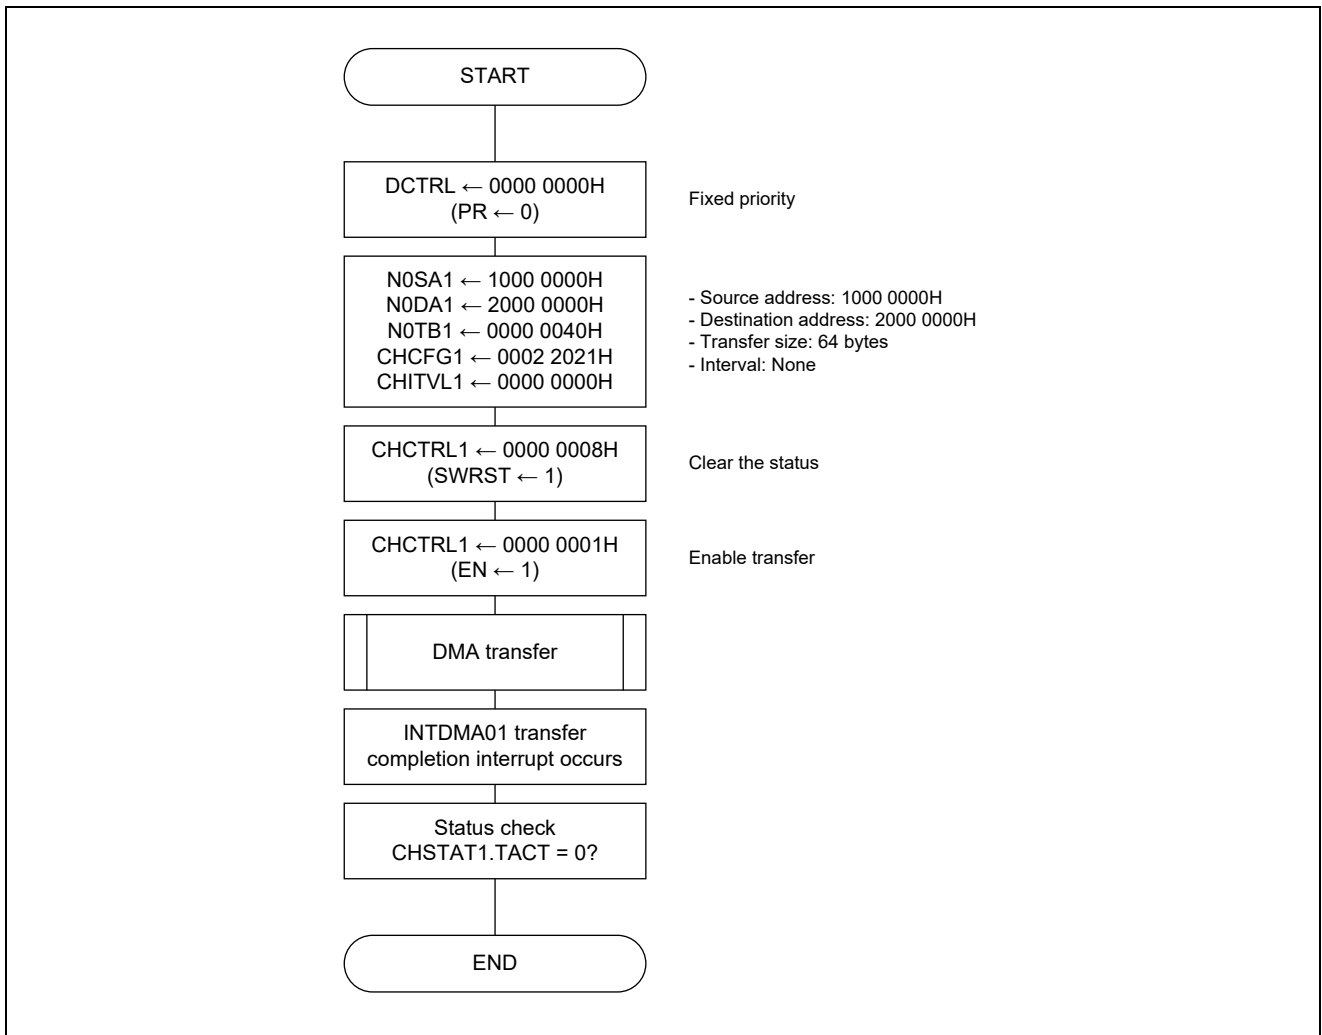 START
DCTRL ← 0000 0000H
(PR ← 0)
Fixed priority
N0SA1 ← 1000 0000H
N0DA1 ← 2000 0000H
N0TB1 ← 0000 0040H
CHCFG1 ← 0002 2021H
CHITVL1 ← 0000 0000H
- Source address: 1000 0000H
- Destination address: 2000 0000H
- Transfer size: 64 bytes
- Interval: None
CHCTRL1 ← 0000 0008H
(SWRST ← 1)
Clear the status
CHCTRL1 ← 0000 0001H
(EN ← 1)
Enable transfer
DMA transfer
INTDMA01 transfer
completion interrupt occurs
Status check
CHSTAT1.TACT = 0?
END